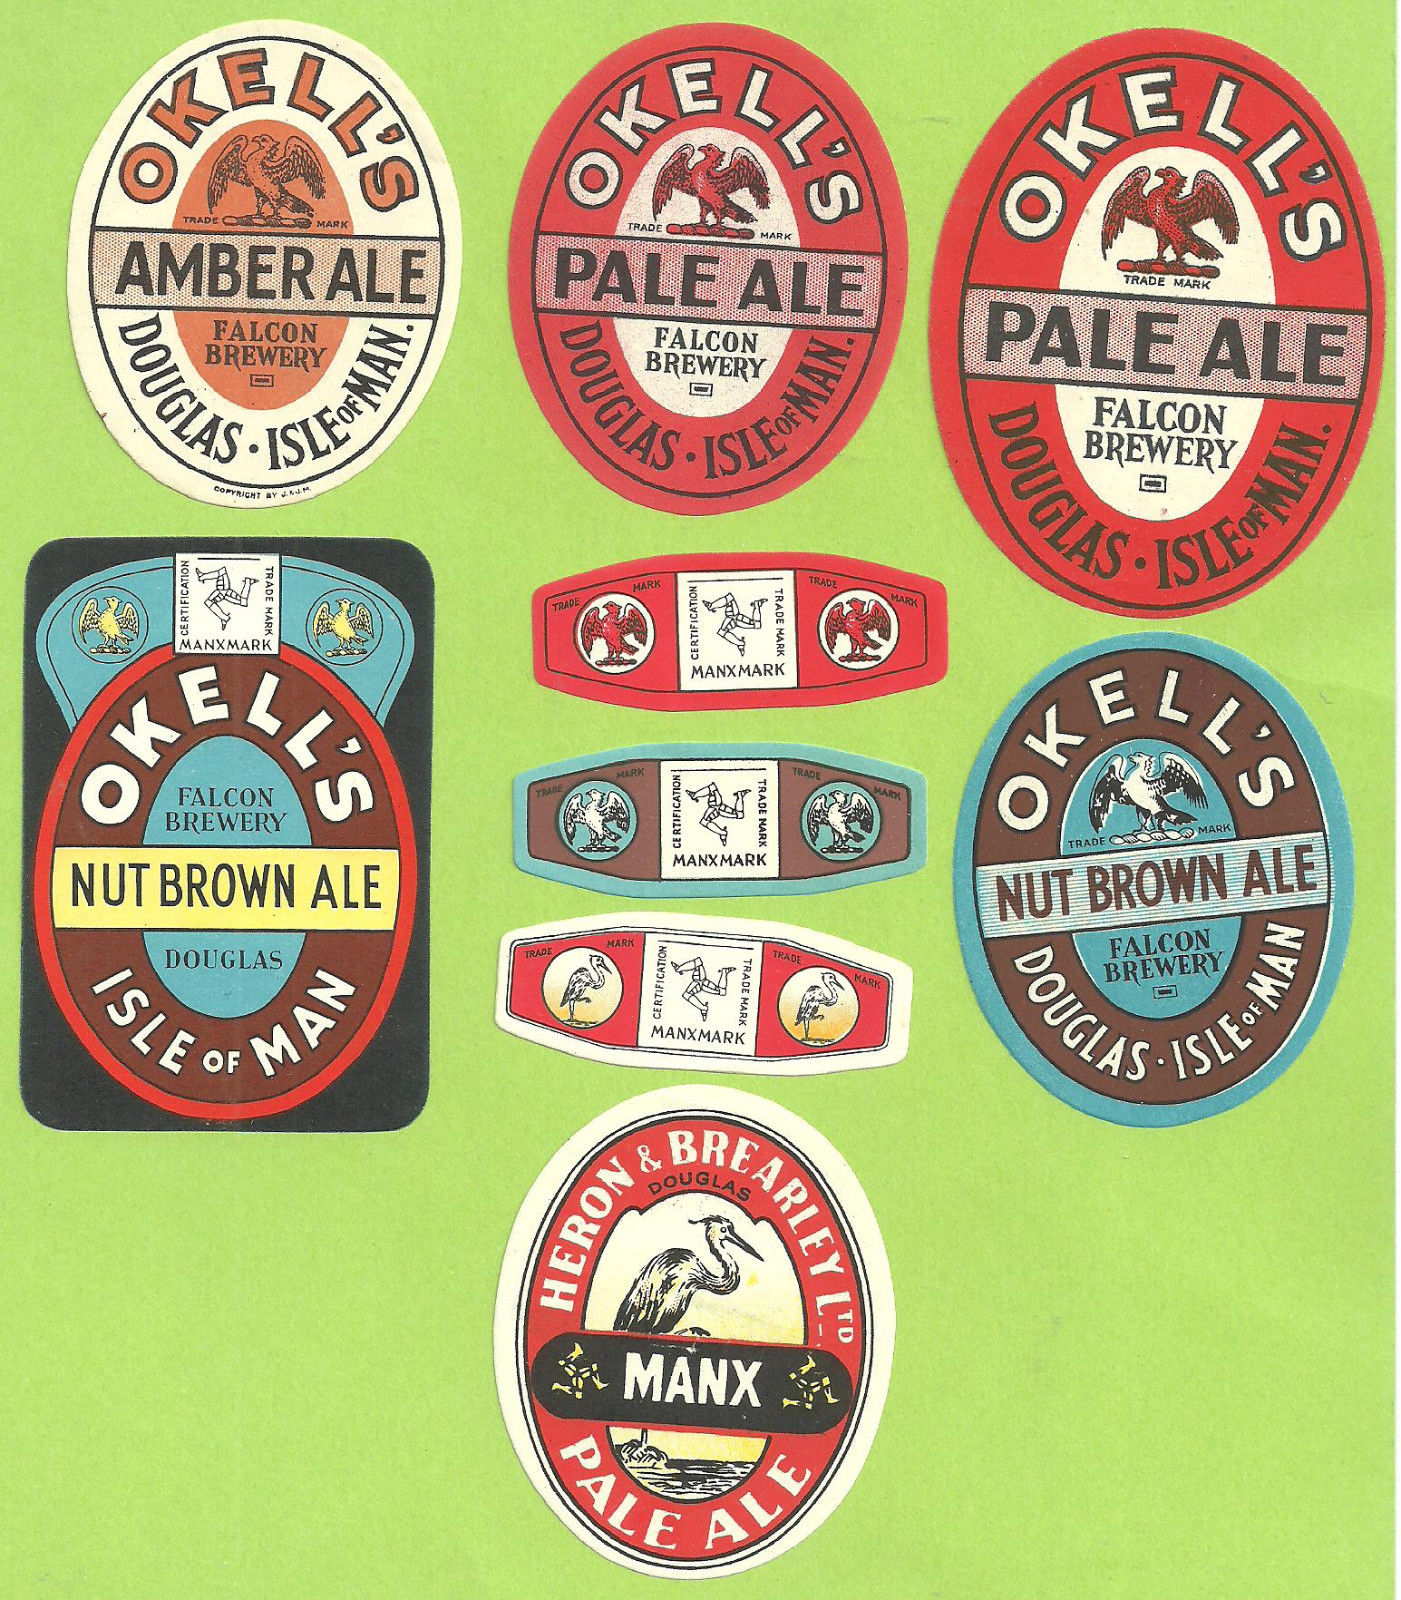 OKELL'S
TRADE MARK
AMBER ALE
FALCON
BREWERY
DOUGLAS · ISLE OF MAN.
COPYRIGHT BY J.&J.M.
OKELL'S
TRADE MARK
PALE ALE
FALCON
BREWERY
DOUGLAS · ISLE OF MAN.
OKELL'S
TRADE MARK
PALE ALE
FALCON
BREWERY
DOUGLAS · ISLE OF MAN.
CERTIFICATION
TRADE MARK
MANXMARK
OKELL'S
FALCON
BREWERY
NUT BROWN ALE
DOUGLAS
ISLE OF MAN
TRADE MARK
CERTIFICATION
TRADE MARK
MANXMARK
TRADE MARK
TRADE MARK
CERTIFICATION
TRADE MARK
MANXMARK
TRADE MARK
TRADE MARK
CERTIFICATION
TRADE MARK
MANXMARK
TRADE MARK
OKELL'S
TRADE MARK
NUT BROWN ALE
FALCON
BREWERY
DOUGLAS · ISLE OF MAN
HERON & BREARLEY LTD
DOUGLAS
MANX
PALE ALE